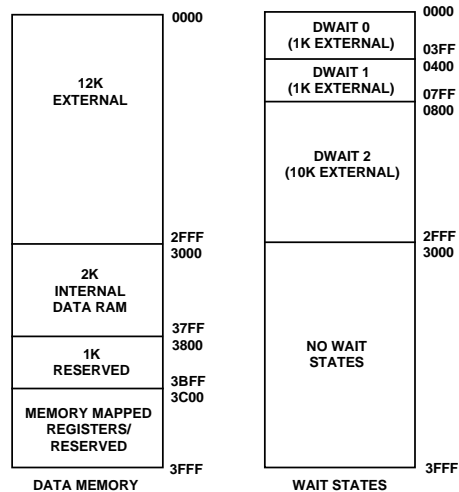 0000
12K
EXTERNAL
2FFF
3000
2K
INTERNAL
DATA RAM
37FF
3800
1K
RESERVED
3BFF
3C00
MEMORY MAPPED
REGISTERS/
RESERVED
3FFF
DATA MEMORY
0000
DWAIT 0
(1K EXTERNAL)
03FF
0400
DWAIT 1
(1K EXTERNAL)
07FF
0800
DWAIT 2
(10K EXTERNAL)
2FFF
3000
NO WAIT
STATES
3FFF
WAIT STATES